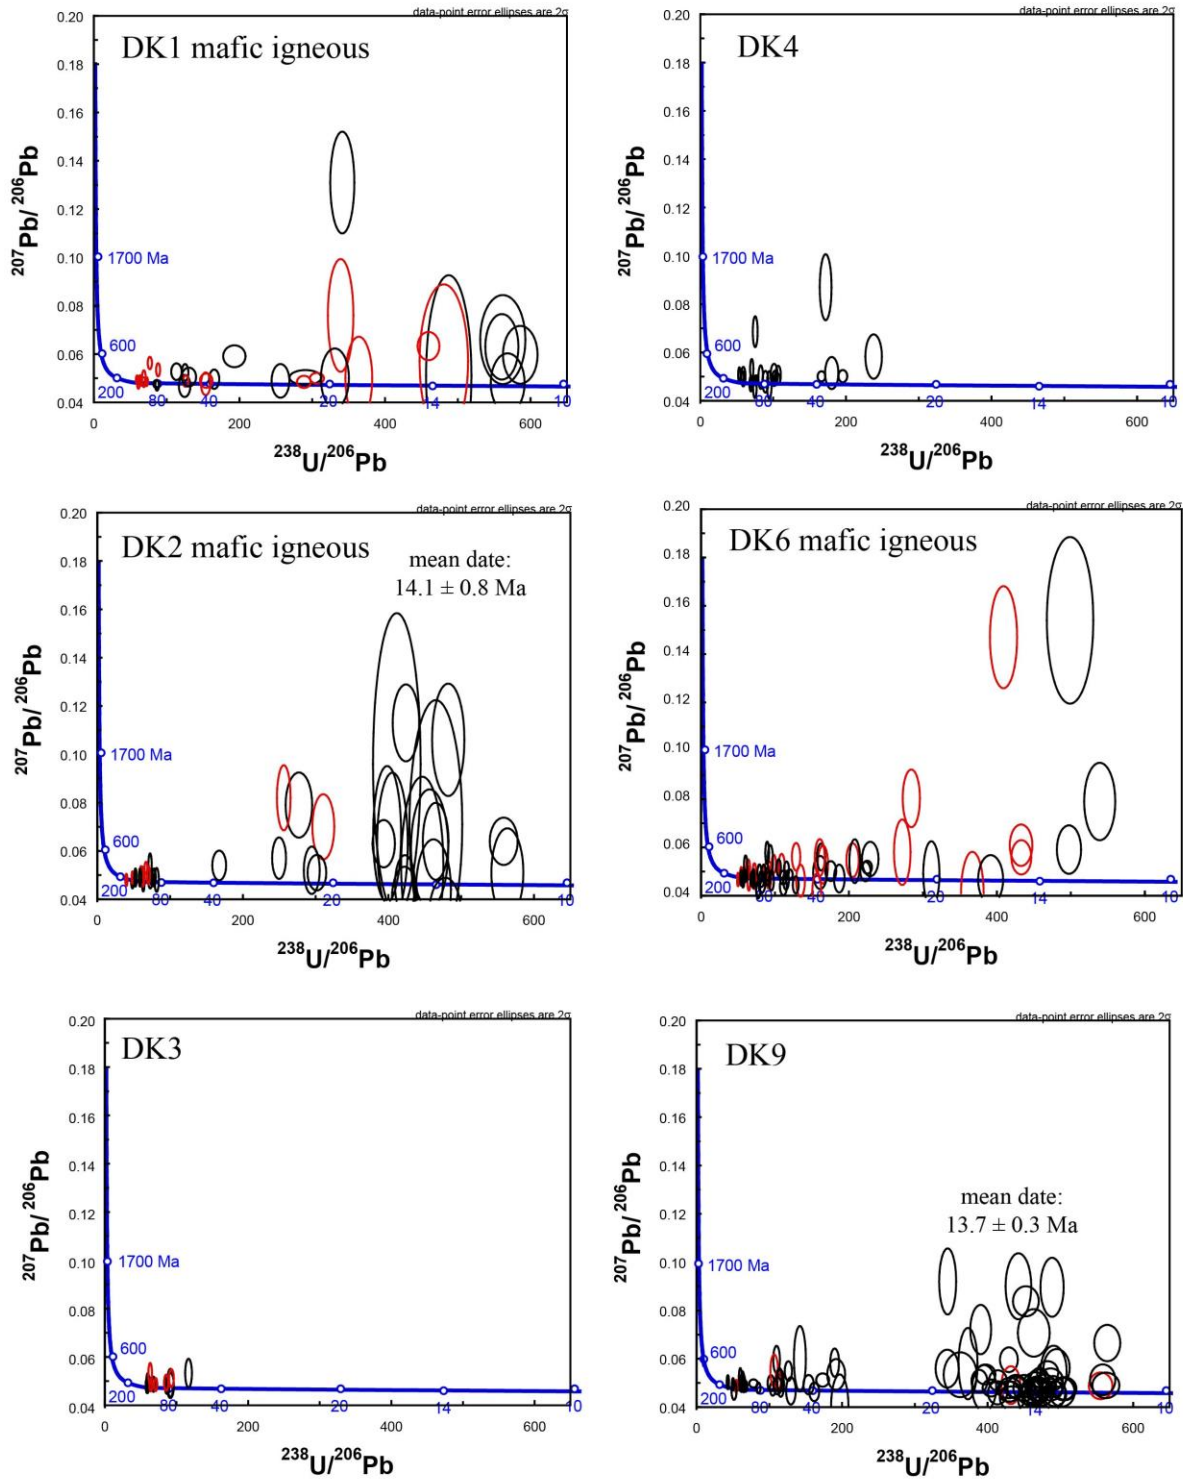 data-point error ellipses are 2σ
DK1 mafic igneous
0.20
0.18
0.16
0.14
0.12
0.10
0.08
0.06
0.04
²⁰⁷Pb/ ²⁰⁶Pb
1700 Ma
600
200 80 40 20 14 10
0 200 400 600
²³⁸U/²⁰⁶Pb
data-point error ellipses are 2σ
DK4
0.20
0.18
0.16
0.14
0.12
0.10
0.08
0.06
0.04
²⁰⁷Pb/ ²⁰⁶Pb
1700 Ma
600
200 80 40 20 14 10
0 200 400 600
²³⁸U/²⁰⁶Pb
data-point error ellipses are 2σ
DK2 mafic igneous
mean date:
14.1 ± 0.8 Ma
0.20
0.18
0.16
0.14
0.12
0.10
0.08
0.06
0.04
²⁰⁷Pb/ ²⁰⁶Pb
1700 Ma
600
200 80 40 20 14 10
0 200 400 600
²³⁸U/²⁰⁶Pb
data-point error ellipses are 2σ
DK6 mafic igneous
0.20
0.18
0.16
0.14
0.12
0.10
0.08
0.06
0.04
²⁰⁷Pb/ ²⁰⁶Pb
1700 Ma
600
200 80 40 20 14 10
0 200 400 600
²³⁸U/²⁰⁶Pb
data-point error ellipses are 2σ
DK3
0.20
0.18
0.16
0.14
0.12
0.10
0.08
0.06
0.04
²⁰⁷Pb/ ²⁰⁶Pb
1700 Ma
600
200 80 40 20 14 10
0 200 400 600
²³⁸U/²⁰⁶Pb
data-point error ellipses are 2σ
DK9
mean date:
13.7 ± 0.3 Ma
0.20
0.18
0.16
0.14
0.12
0.10
0.08
0.06
0.04
²⁰⁷Pb/ ²⁰⁶Pb
1700 Ma
600
200 80 40 20 14 10
0 200 400 600
²³⁸U/²⁰⁶Pb